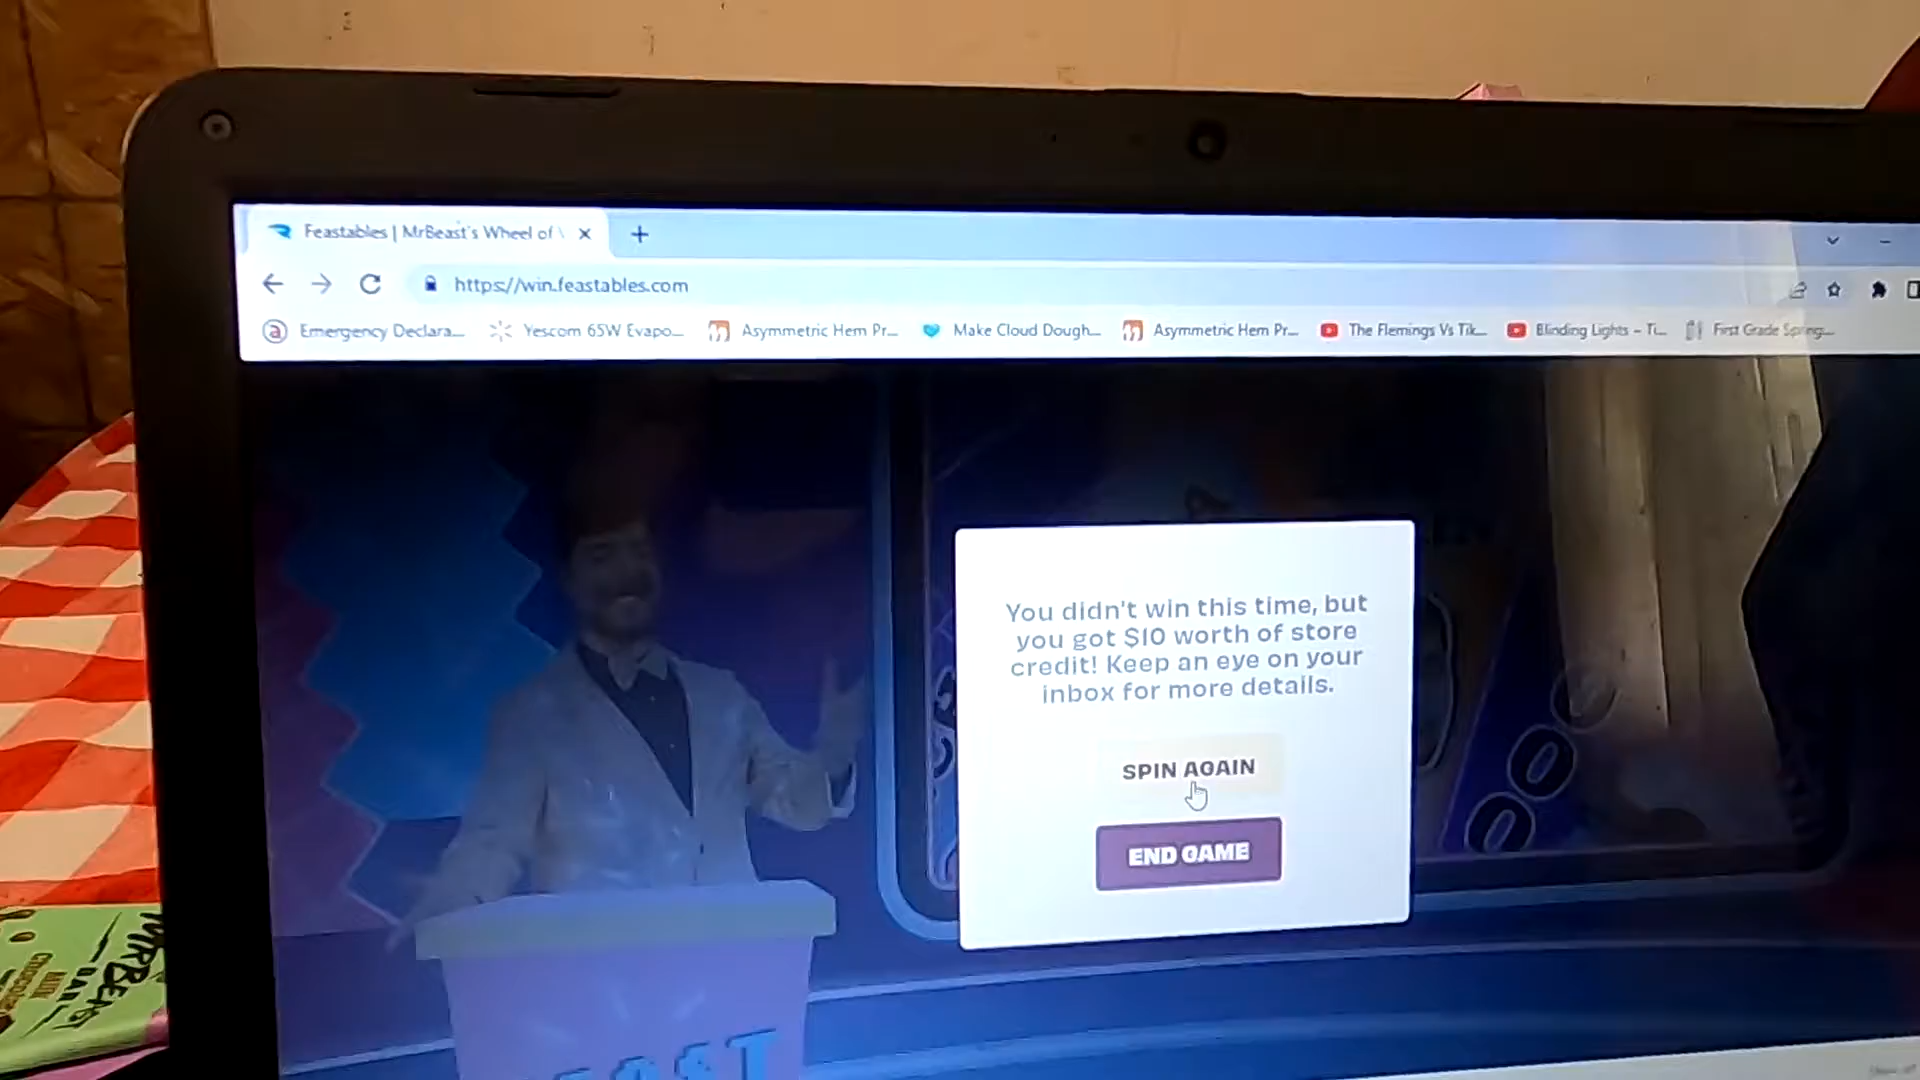 Feastables | MrBeast's Wheel of
https://win.feastables.com
Emergency Declara... Yescom 65W Evapo... Asymmetric Hem Pr... Make Cloud Dough... Asymmetric Hem Pr... The Flemings Vs Tik... Blinding Lights – Ti... First Grade Spring...
You didn't win this time, but
you got $10 worth of store
credit! Keep an eye on your
inbox for more details.
SPIN AGAIN
END GAME
MRBEAST
BAR